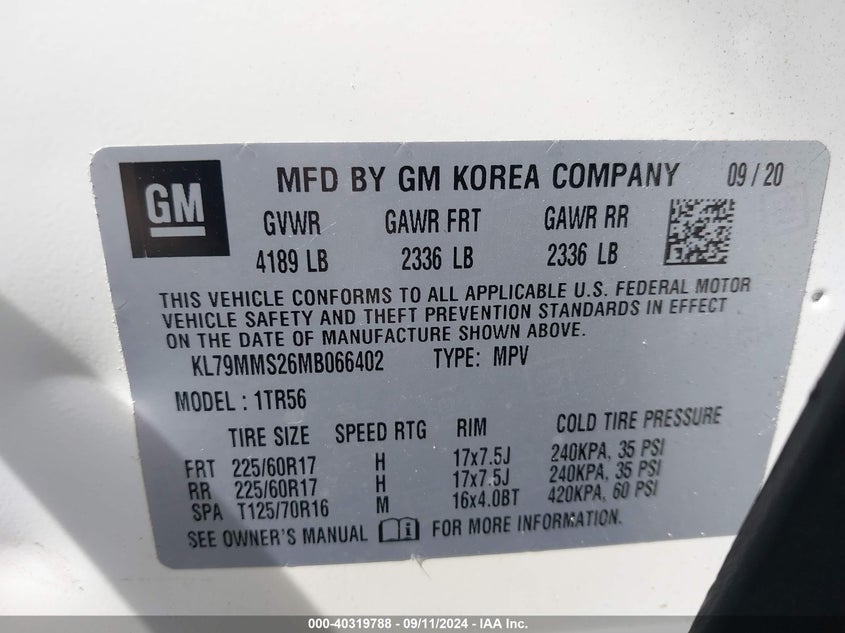 GM
MFD BY GM KOREA COMPANY 09/20
GVWR GAWR FRT GAWR RR
4189 LB 2336 LB 2336 LB
THIS VEHICLE CONFORMS TO ALL APPLICABLE U.S. FEDERAL MOTOR
VEHICLE SAFETY AND THEFT PREVENTION STANDARDS IN EFFECT
ON THE DATE OF MANUFACTURE SHOWN ABOVE.
KL79MMS26MB066402 TYPE: MPV
MODEL : 1TR56
TIRE SIZE SPEED RTG RIM COLD TIRE PRESSURE
FRT 225/60R17 H 17x7.5J 240KPA, 35 PSI
RR 225/60R17 H 17x7.5J 240KPA, 35 PSI
SPA T125/70R16 M 16x4.0BT 420KPA, 60 PSI
SEE OWNER'S MANUAL FOR MORE INFORMATION.
000-40319788 - 09/11/2024 - IAA Inc.